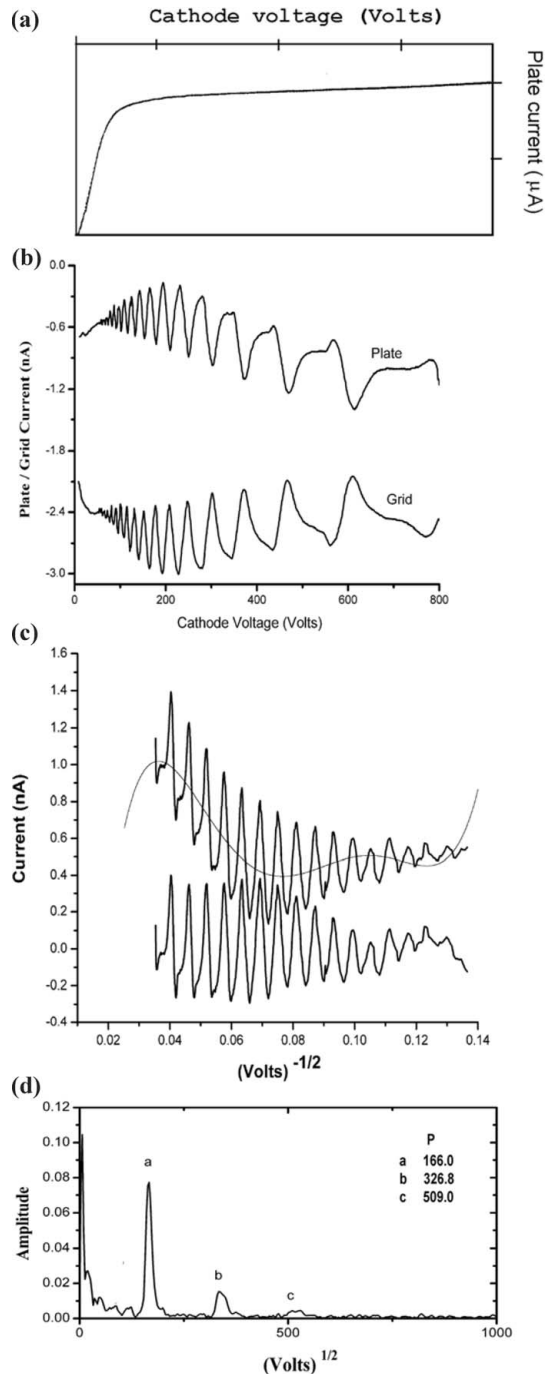 (a)
Cathode voltage (Volts)
Plate current ( μA)
(b)
0.0
-0.6
-1.2
-1.8
-2.4
-3.0
Plate / Grid Current (nA)
Plate
Grid
0 200 400 600 800
Cathode Voltage (Volts)
(c)
1.6
1.4
1.2
1.0
0.8
0.6
0.4
0.2
0.0
-0.2
-0.4
Current (nA)
0.02 0.04 0.06 0.08 0.10 0.12 0.14
(Volts) -1/2
(d)
0.12
0.10
0.08
0.06
0.04
0.02
0.00
Amplitude
a
b
c
P
a 166.0
b 326.8
c 509.0
0 500 1000
(Volts) 1/2